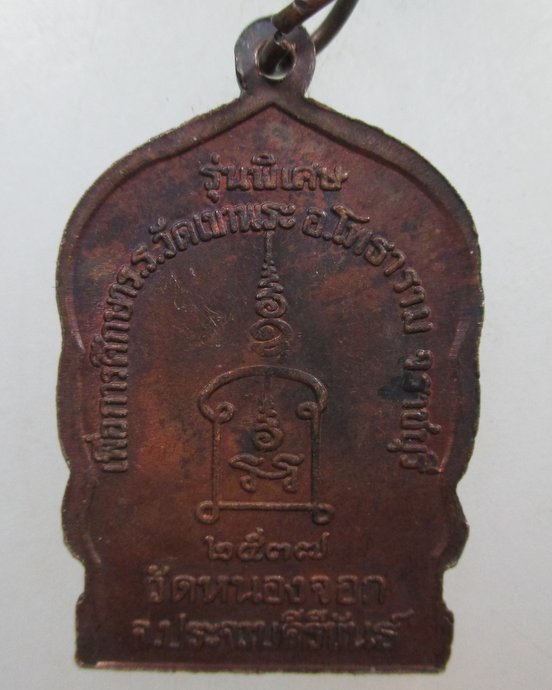 รุ่นพิเศษ
เพื่อการศึกษา ร.ร.วัดเขาพระ อ.โพธาราม จ.ราชบุรี
๒๕๓๗
วัดหนองจอก
จ.ประจวบคีรีขันธ์